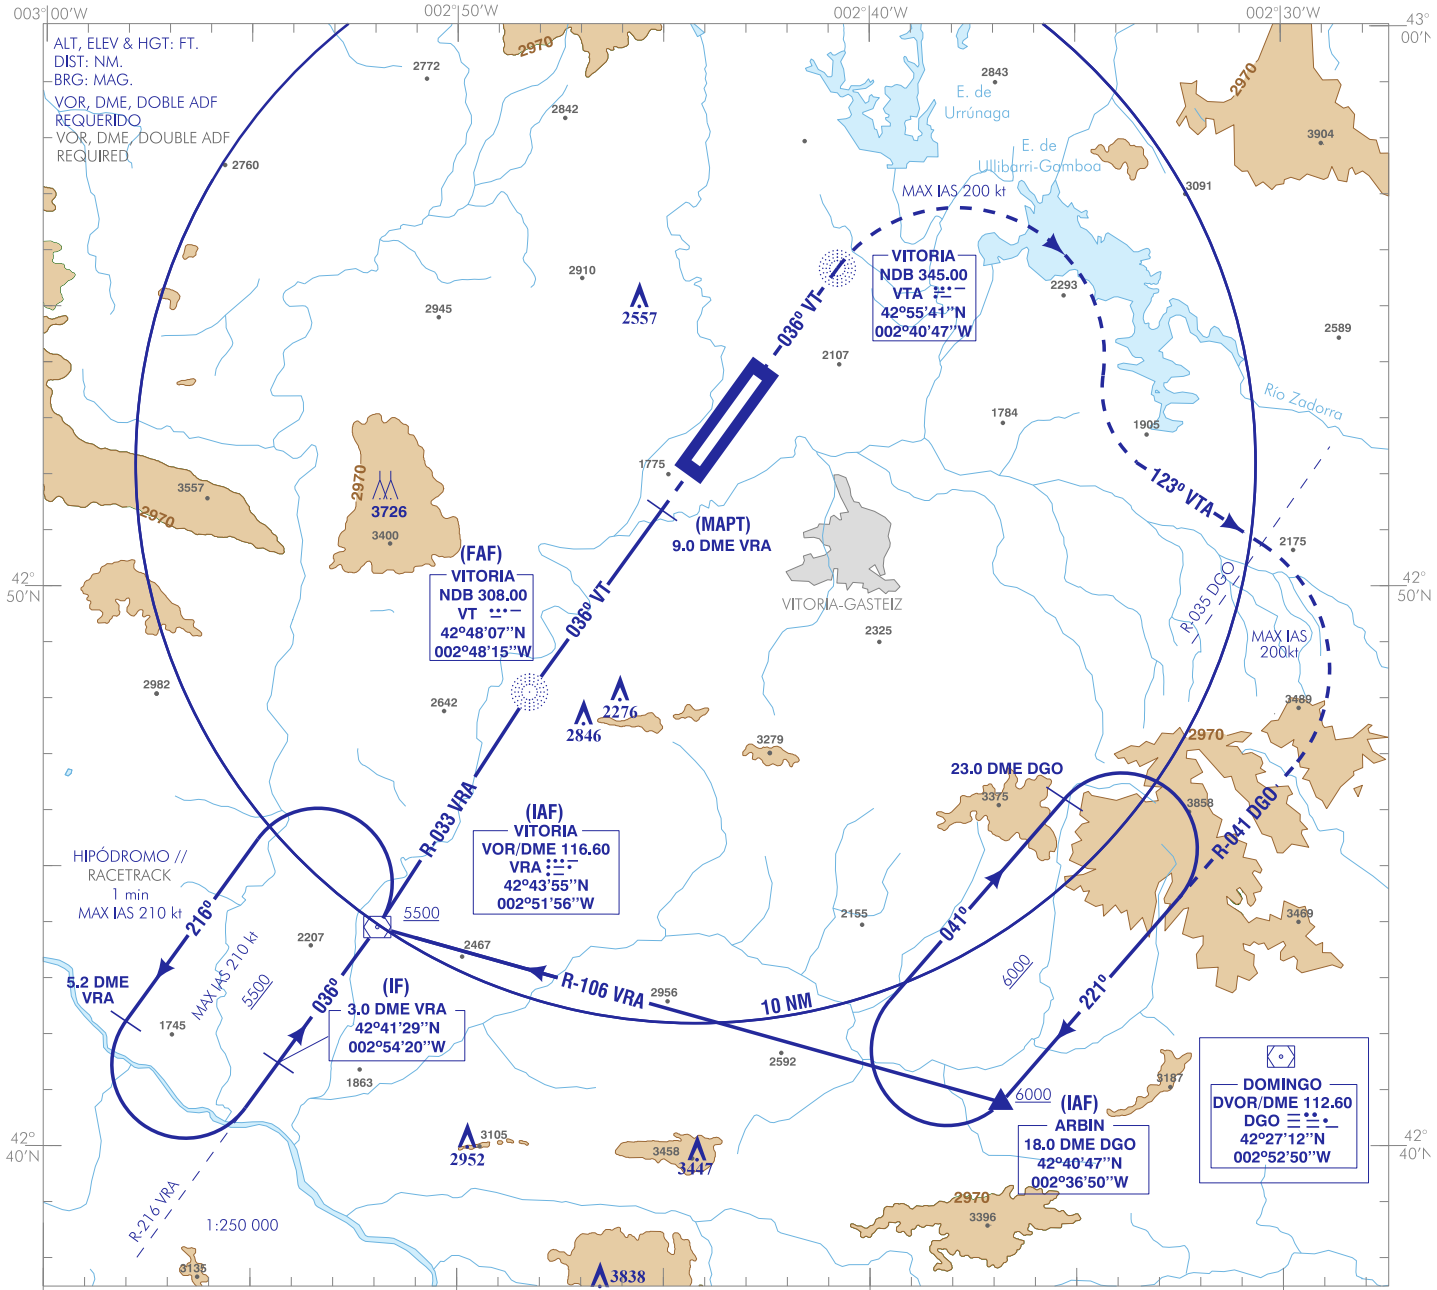 003°00'W
002°50'W
002°40'W
002°30'W
43°
00'N
ALT, ELEV & HGT: FT.
DIST: NM.
BRG: MAG.
VOR, DME, DOBLE ADF
REQUERIDO
VOR, DME, DOUBLE ADF
REQUIRED
2772
2970
2842
2760
2843
E. de
Urrúnaga
E. de
Ullibarri-Gamboa
MAX IAS 200 kt
2970
3904
3091
2910
2945
2557
VITORIA
NDB 345.00
VTA
42°55'41''N
002°40'47''W
2293
2589
036º VT
2107
Río Zadorra
1784
1905
2970
3557
2970
3726
3400
1775
(MAPT)
9.0 DME VRA
123º VTA
2175
(FAF)
VITORIA
NDB 308.00
VT
42°48'07''N
002°48'15''W
036º VT
42°
50'N
42°
50'N
VITORIA-GASTEIZ
2325
R-035 DGO
MAX IAS
200kt
2982
2642
2276
2846
3279
3489
2970
23.0 DME DGO
3375
3858
R-041 DGO
R-033 VRA
(IAF)
VITORIA
VOR/DME 116.60
VRA
42°43'55''N
002°51'56''W
HIPÓDROMO //
RACETRACK
1 min
MAX IAS 210 kt
216º
5500
2207
2467
2155
041º
3469
5.2 DME
VRA
MAX IAS 210 kt
5500
036º
(IF)
3.0 DME VRA
42°41'29''N
002°54'20''W
R-106 VRA
2956
10 NM
6000
221º
1745
1863
2592
3187
6000
(IAF)
ARBIN
18.0 DME DGO
42°40'47''N
002°36'50''W
DOMINGO
DVOR/DME 112.60
DGO
42°27'12''N
002°52'50''W
42°
40'N
42°
40'N
3105
2952
3458
3447
R-216 VRA
1:250 000
2970
3396
3135
3838